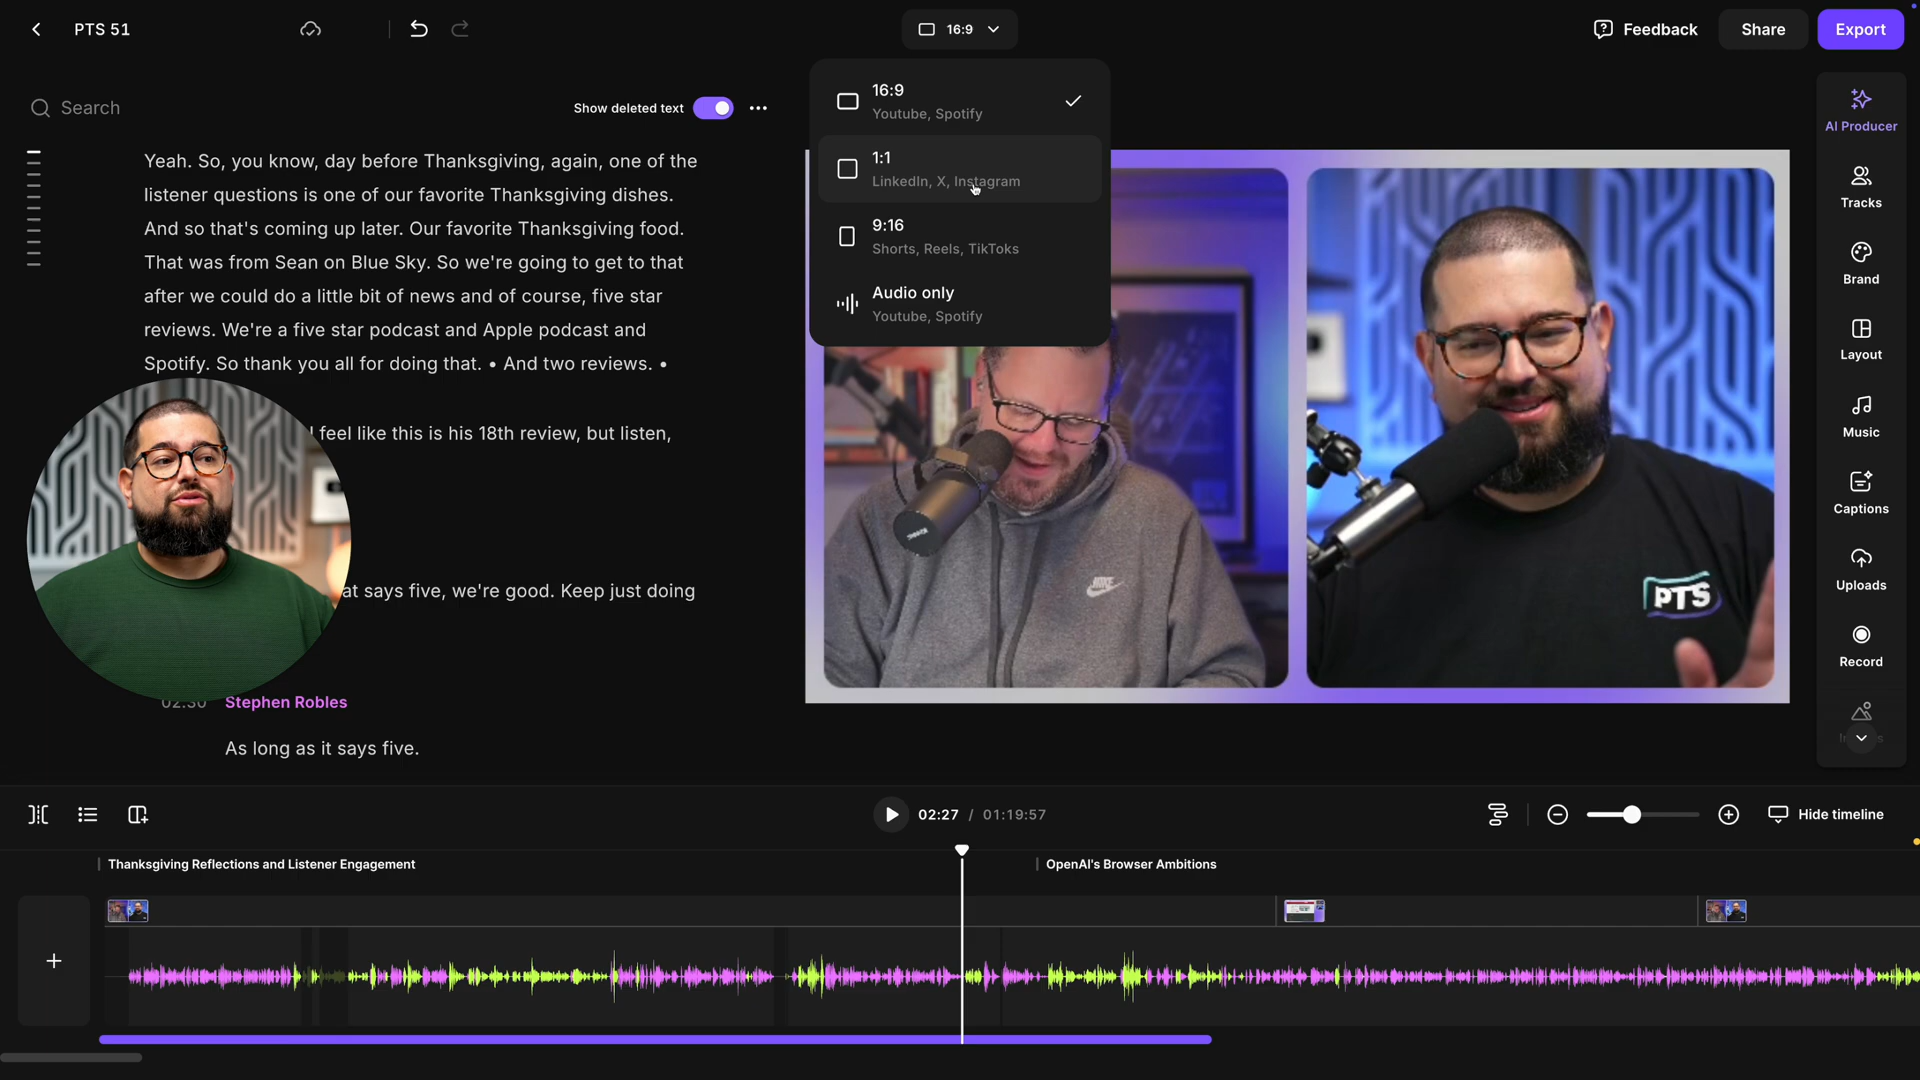 PTS 51
16:9
Feedback
Share
Export
Search
Show deleted text
16:9
Youtube, Spotify
1:1
LinkedIn, X, Instagram
9:16
Shorts, Reels, TikToks
Audio only
Youtube, Spotify
Yeah. So, you know, day before Thanksgiving, again, one of the
listener questions is one of our favorite Thanksgiving dishes.
And so that's coming up later. Our favorite Thanksgiving food.
That was from Sean on Blue Sky. So we're going to get to that
after we could do a little bit of news and of course, five star
reviews. We're a five star podcast and Apple podcast and
Spotify. So thank you all for doing that. • And two reviews. •
I feel like this is his 18th review, but listen,
at says five, we're good. Keep just doing
02:30 Stephen Robles
As long as it says five.
PTS
AI Producer
Tracks
Brand
Layout
Music
Captions
Uploads
Record
02:27 / 01:19:57
Hide timeline
Thanksgiving Reflections and Listener Engagement
OpenAI's Browser Ambitions